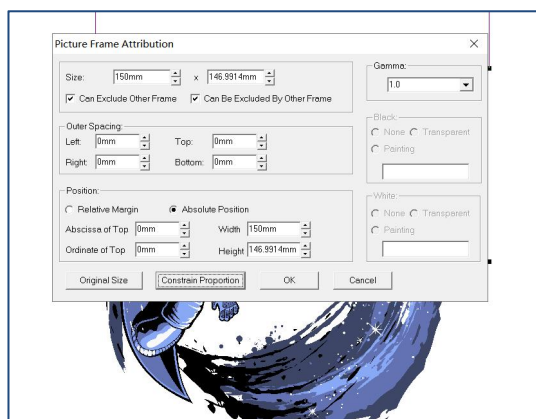 Picture Frame Attribution
Size: 150mm x 146.9914mm
Can Exclude Other Frame Can Be Excluded By Other Frame
Outer Spacing:
Left: 0mm Top: 0mm
Right: 0mm Bottom: 0mm
Position:
Relative Margin Absolute Position
Abscissa of Top 0mm Width 150mm
Ordinate of Top 0mm Height 146.9914mm
Original Size Constrain Proportion OK Cancel
Gamma:
1.0
Black:
None Transparent
Painting
White:
None Transparent
Painting